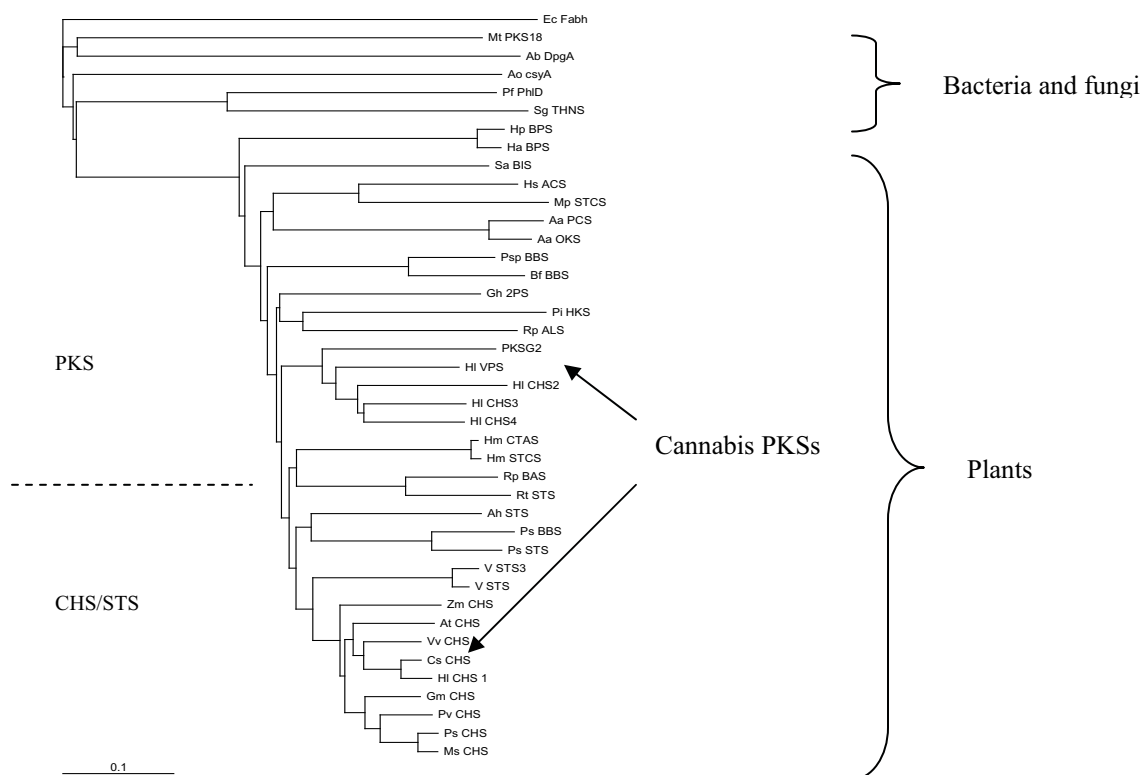 Ec Fabh
Mt PKS18
Ab DpgA
Ao csyA
Pf PhlD
Sg THNS
Hp BPS
Ha BPS
Sa BIS
Hs ACS
Mp STCS
Aa PCS
Aa OKS
Psp BBS
Bf BBS
Gh 2PS
Pi HKS
Rp ALS
PKSG2
Hl VPS
Hl CHS2
Hl CHS3
Hl CHS4
Hm CTAS
Hm STCS
Rp BAS
Rt STS
Ah STS
Ps BBS
Ps STS
V STS3
V STS
Zm CHS
At CHS
Vv CHS
Cs CHS
Hl CHS 1
Gm CHS
Pv CHS
Ps CHS
Ms CHS
0.1
PKS
CHS/STS
Cannabis PKSs
Bacteria and fungi
Plants